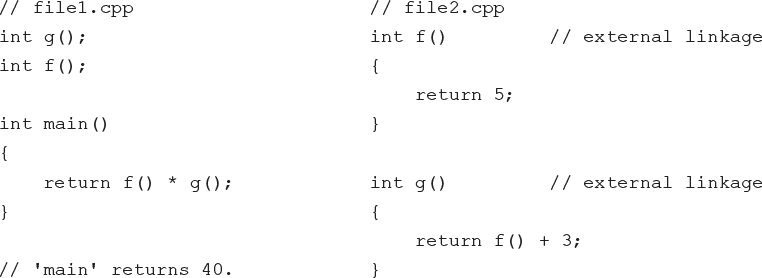 // file1.cpp
int g();
int f();
int main()
{
    return f() * g();
}
// 'main' returns 40.
// file2.cpp
int f()        // external linkage
{
    return 5;
}
int g()        // external linkage
{
    return f() + 3;
}